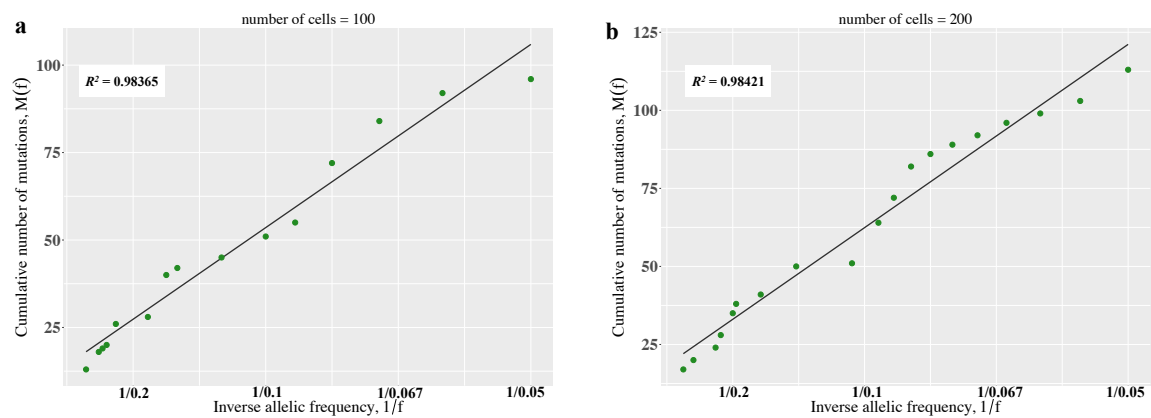 a
number of cells = 100
Cumulative number of mutations, M(f)
100
75
50
25
R² = 0.98365
1/0.2
1/0.1
1/0.067
1/0.05
Inverse allelic frequency, 1/f
b
number of cells = 200
Cumulative number of mutations, M(f)
125
100
75
50
25
R² = 0.98421
1/0.2
1/0.1
1/0.067
1/0.05
Inverse allelic frequency, 1/f